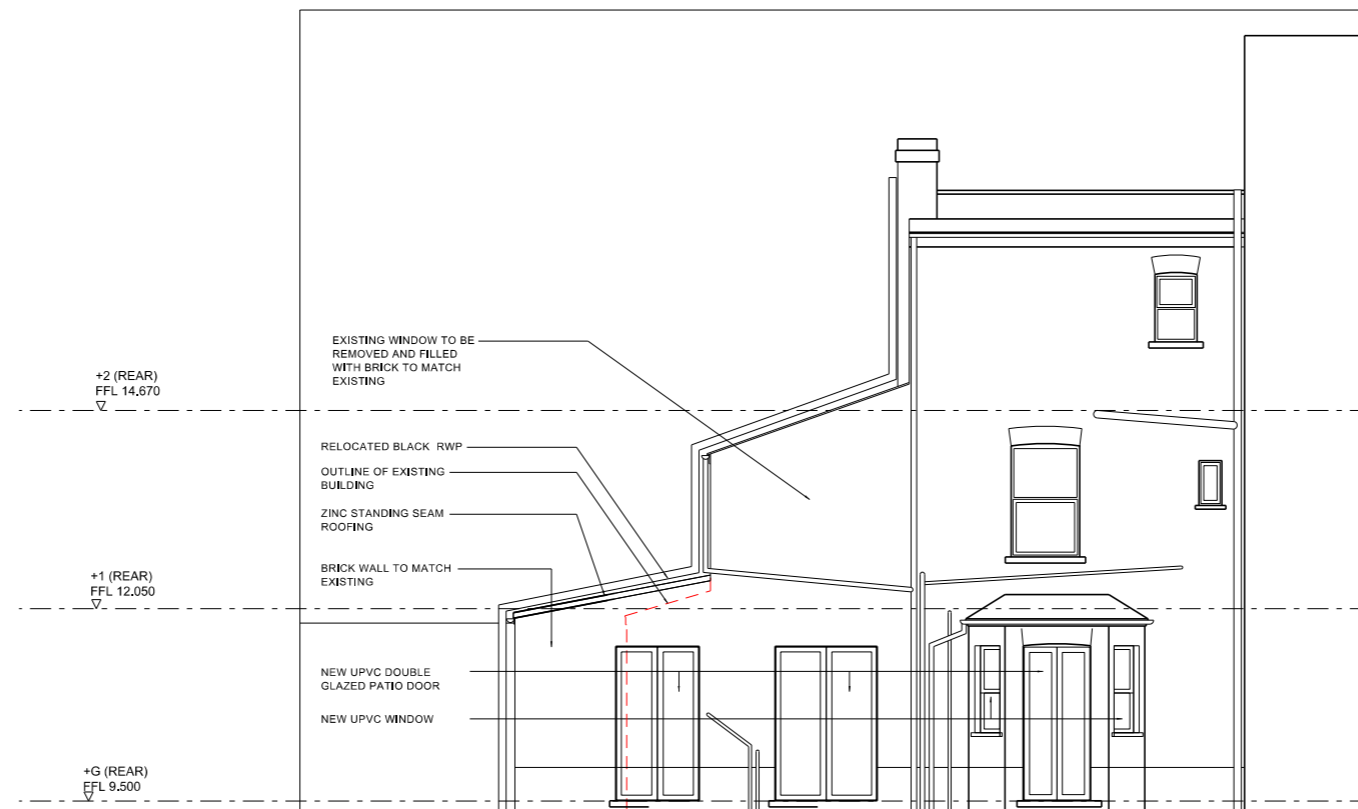 EXISTING WINDOW TO BE
REMOVED AND FILLED
WITH BRICK TO MATCH
EXISTING
+2 (REAR)
FFL 14.670
RELOCATED BLACK RWP
OUTLINE OF EXISTING
BUILDING
ZINC STANDING SEAM
ROOFING
BRICK WALL TO MATCH
EXISTING
+1 (REAR)
FFL 12.050
NEW UPVC DOUBLE
GLAZED PATIO DOOR
NEW UPVC WINDOW
+G (REAR)
FFL 9.500